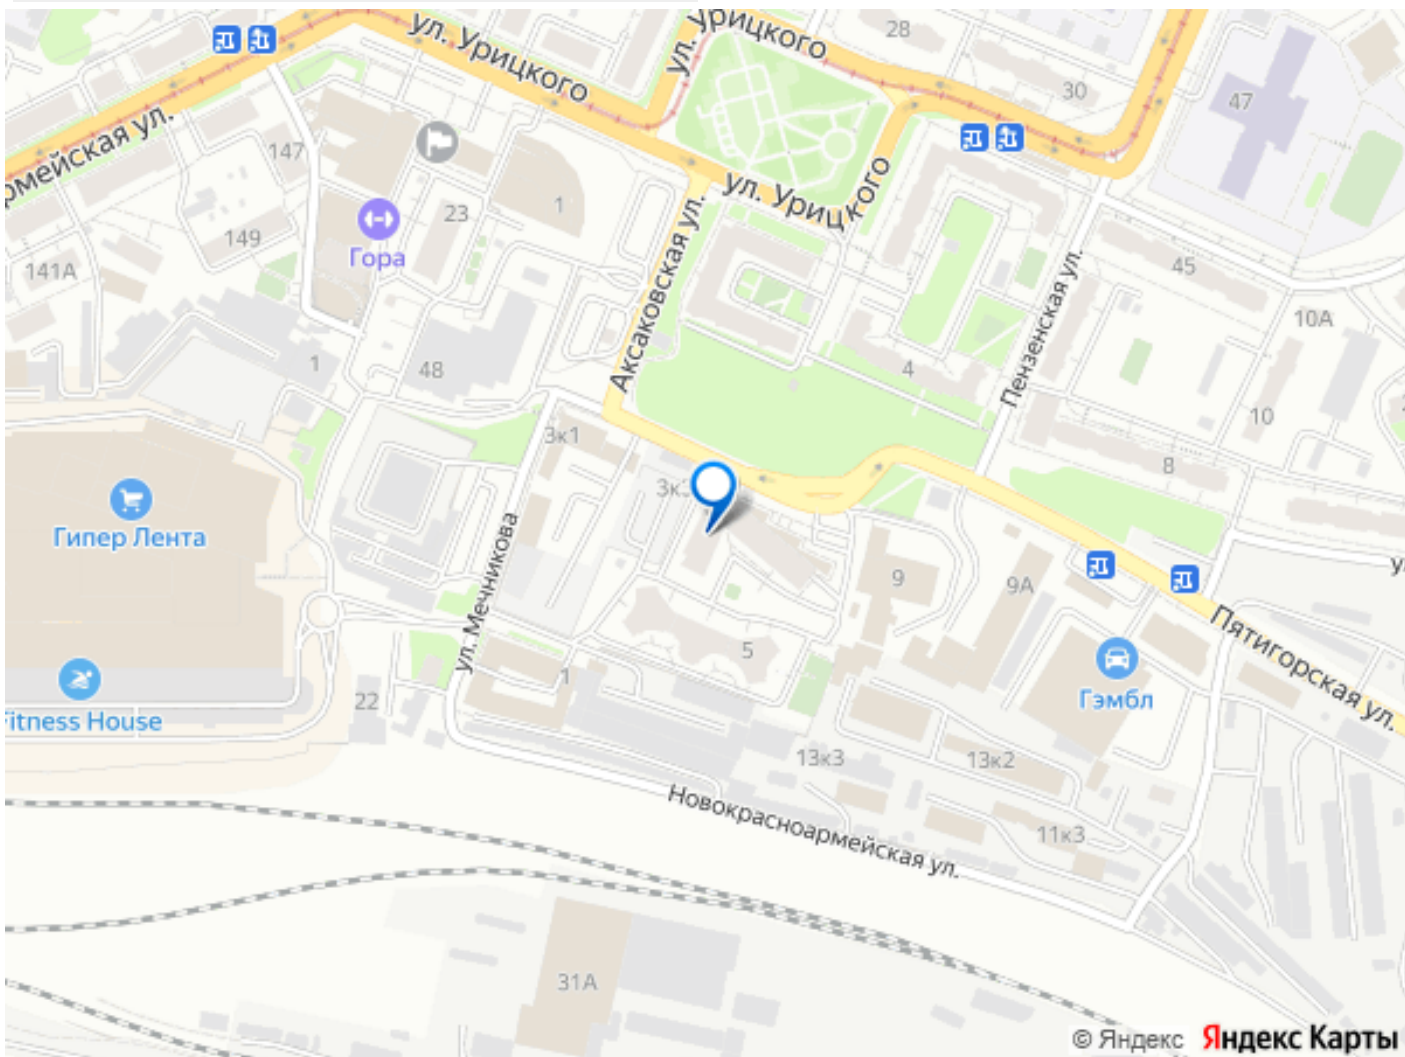 ул. Урицкого
ул. Урицкого
28
30
47
рмейская ул.
147
23
1
ул. Урицкого
149
Гора
141А
Аксаковская ул.
Пензенская ул.
45
10А
1
48
4
10
3к1
8
3к
Гипер Лента
ул. Мечникова
9
9А
у
Пятигорская ул.
5
1
22
Гэмбл
Fitness House
13к3
13к2
Новокрасноармейская ул.
11к3
31А
© Яндекс Яндекс Карты